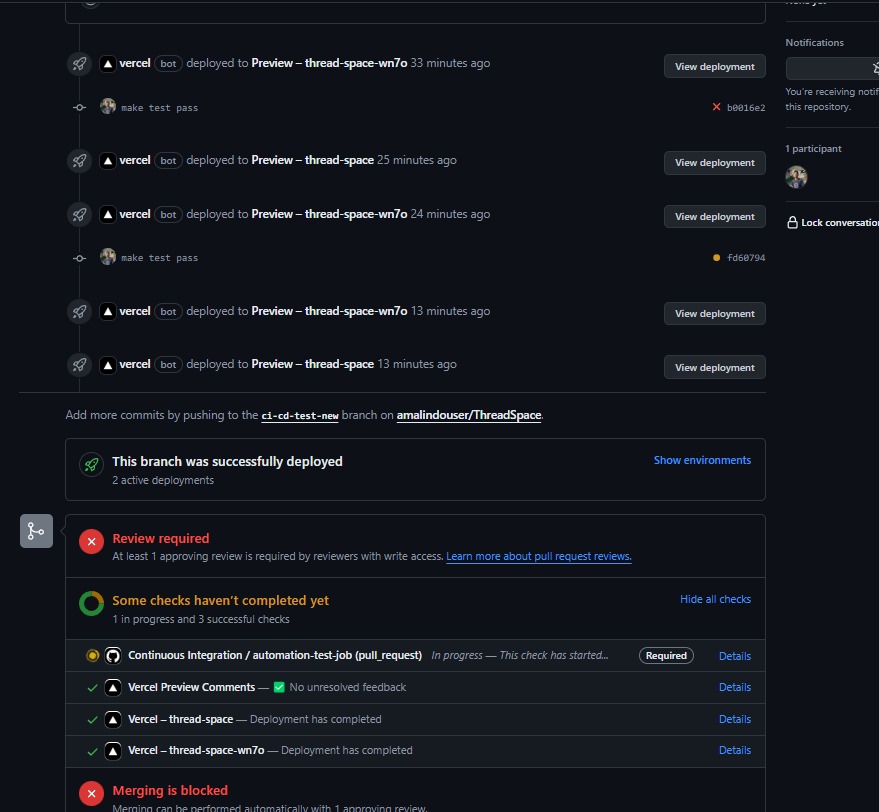 Notifications
You're receiving notif
this repository.
1 participant
Lock conversation
vercel bot deployed to Preview – thread-space-wn7o 33 minutes ago View deployment
make test pass b0016e2
vercel bot deployed to Preview – thread-space 25 minutes ago View deployment
vercel bot deployed to Preview – thread-space-wn7o 24 minutes ago View deployment
make test pass fd60794
vercel bot deployed to Preview – thread-space-wn7o 13 minutes ago View deployment
vercel bot deployed to Preview – thread-space 13 minutes ago View deployment
Add more commits by pushing to the ci-cd-test-new branch on amalindouser/ThreadSpace.
This branch was successfully deployed Show environments
2 active deployments
Review required
At least 1 approving review is required by reviewers with write access. Learn more about pull request reviews.
Some checks haven't completed yet Hide all checks
1 in progress and 3 successful checks
Continuous Integration / automation-test-job (pull_request) In progress — This check has started... Required Details
Vercel Preview Comments — ✅ No unresolved feedback Details
Vercel – thread-space — Deployment has completed Details
Vercel – thread-space-wn7o — Deployment has completed Details
Merging is blocked
Merging can be performed automatically with 1 approving review.